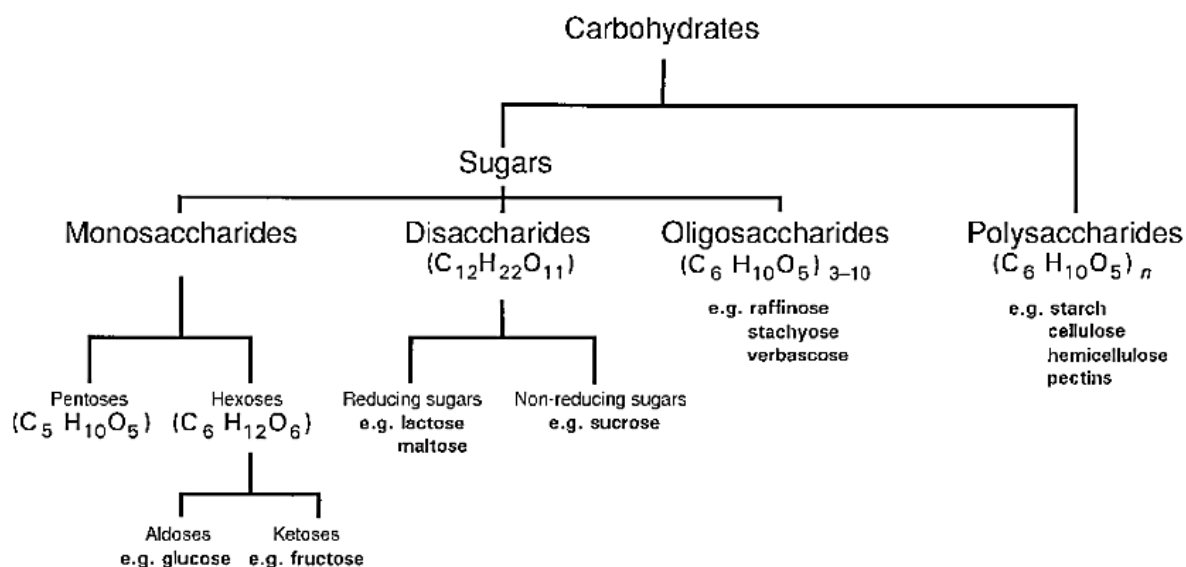 Carbohydrates
Sugars
Monosaccharides
Disaccharides
(C12H22O11)
Oligosaccharides
(C6 H10O5) 3–10
e.g. raffinose
stachyose
verbascose
Polysaccharides
(C6 H10O5) n
e.g. starch
cellulose
hemicellulose
pectins
Pentoses
(C5 H10O5)
Hexoses
(C6 H12O6)
Reducing sugars
e.g. lactose
maltose
Non-reducing sugars
e.g. sucrose
Aldoses
e.g. glucose
Ketoses
e.g. fructose